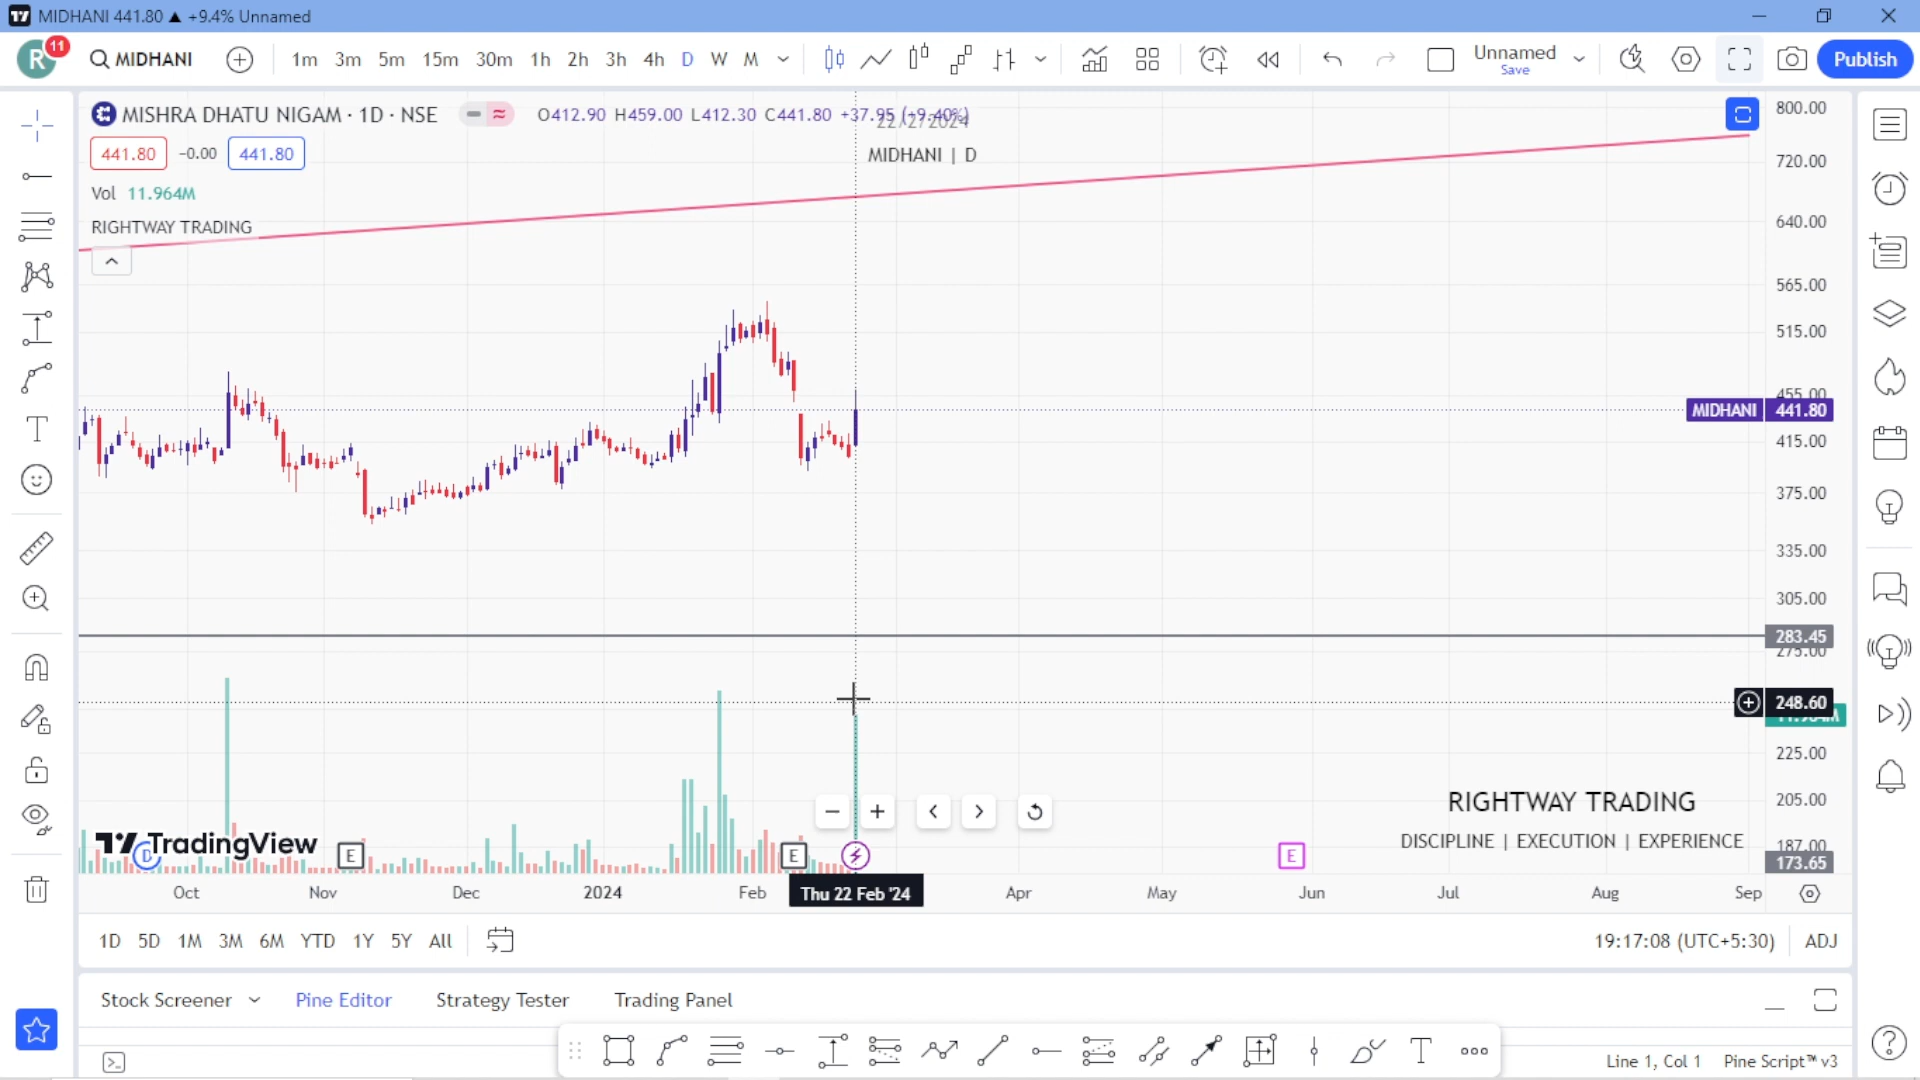 MIDHANI 441.80 ▲ +9.4% Unnamed
R 11 MIDHANI 1m 3m 5m 15m 30m 1h 2h 3h 4h D W M Unnamed Save Publish
MISHRA DHATU NIGAM · 1D · NSE O412.90 H459.00 L412.30 C441.80 +37.95 (+9.40%)
22/2/2024
441.80 −0.00 441.80
MIDHANI | D
Vol 11.964M
RIGHTWAY TRADING
800.00
720.00
640.00
565.00
515.00
455.00
MIDHANI 441.80
415.00
375.00
335.00
305.00
283.45
275.00
248.60
11.964M
225.00
205.00
187.00
173.65
RIGHTWAY TRADING
DISCIPLINE | EXECUTION | EXPERIENCE
TradingView
D E E E
Oct Nov Dec 2024 Feb Thu 22 Feb '24 Apr May Jun Jul Aug Sep
1D 5D 1M 3M 6M YTD 1Y 5Y All 19:17:08 (UTC+5:30) ADJ
Stock Screener Pine Editor Strategy Tester Trading Panel
Line 1, Col 1 Pine Script™ v3